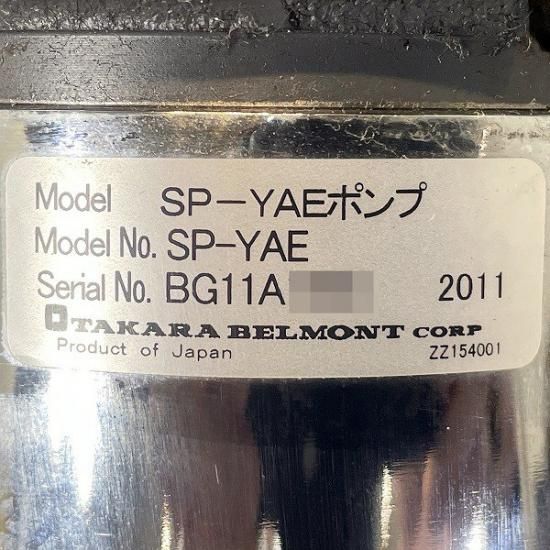 Model SP-YAEポンプ
Model No. SP-YAE
Serial No. BG11A 2011
TAKARA BELMONT CORP
Product of Japan ZZ154001